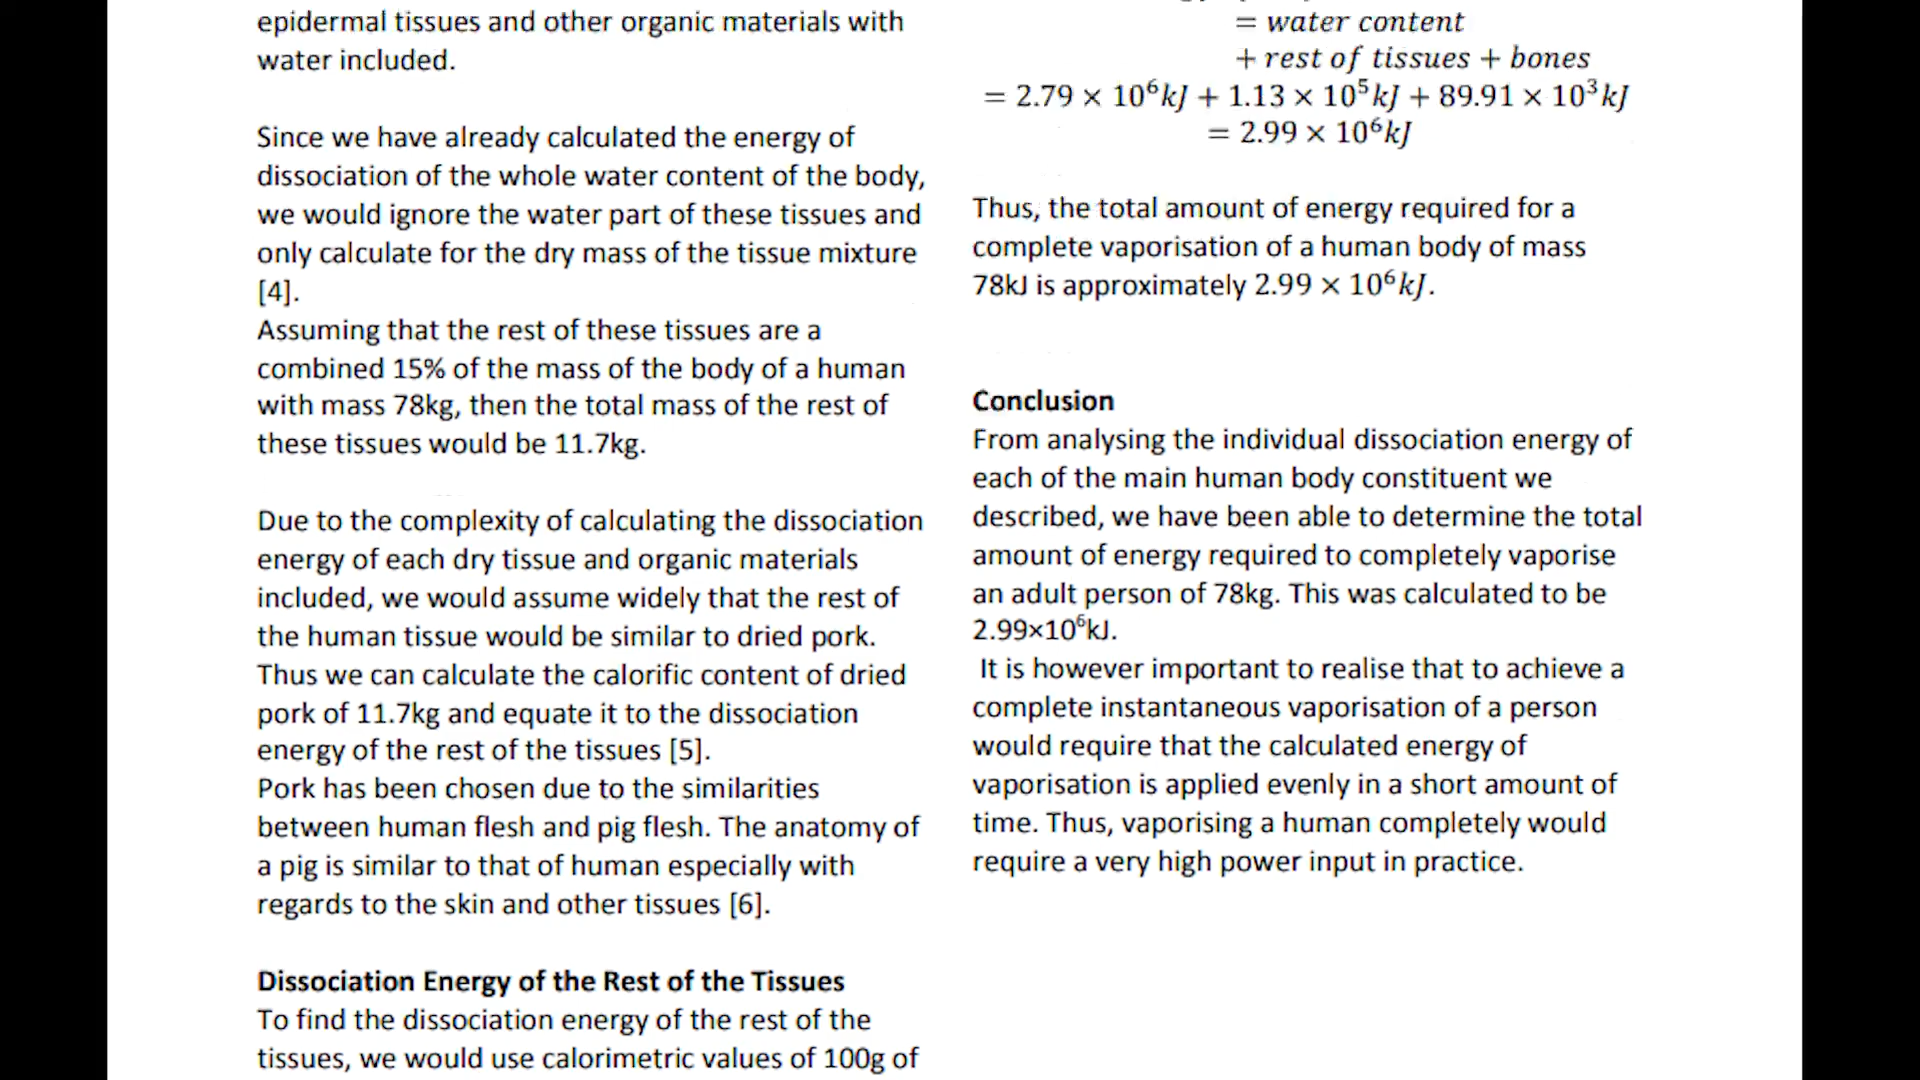 epidermal tissues and other organic materials with
water included.
Since we have already calculated the energy of
dissociation of the whole water content of the body,
we would ignore the water part of these tissues and
only calculate for the dry mass of the tissue mixture
[4].
Assuming that the rest of these tissues are a
combined 15% of the mass of the body of a human
with mass 78kg, then the total mass of the rest of
these tissues would be 11.7kg.
Due to the complexity of calculating the dissociation
energy of each dry tissue and organic materials
included, we would assume widely that the rest of
the human tissue would be similar to dried pork.
Thus we can calculate the calorific content of dried
pork of 11.7kg and equate it to the dissociation
energy of the rest of the tissues [5].
Pork has been chosen due to the similarities
between human flesh and pig flesh. The anatomy of
a pig is similar to that of human especially with
regards to the skin and other tissues [6].
Dissociation Energy of the Rest of the Tissues
To find the dissociation energy of the rest of the
tissues, we would use calorimetric values of 100g of
= water content
+ rest of tissues + bones
= 2.79 × 10⁶kJ + 1.13 × 10⁵kJ + 89.91 × 10³kJ
= 2.99 × 10⁶kJ
Thus, the total amount of energy required for a
complete vaporisation of a human body of mass
78kJ is approximately 2.99 × 10⁶kJ.
Conclusion
From analysing the individual dissociation energy of
each of the main human body constituent we
described, we have been able to determine the total
amount of energy required to completely vaporise
an adult person of 78kg. This was calculated to be
2.99×10⁶kJ.
It is however important to realise that to achieve a
complete instantaneous vaporisation of a person
would require that the calculated energy of
vaporisation is applied evenly in a short amount of
time. Thus, vaporising a human completely would
require a very high power input in practice.